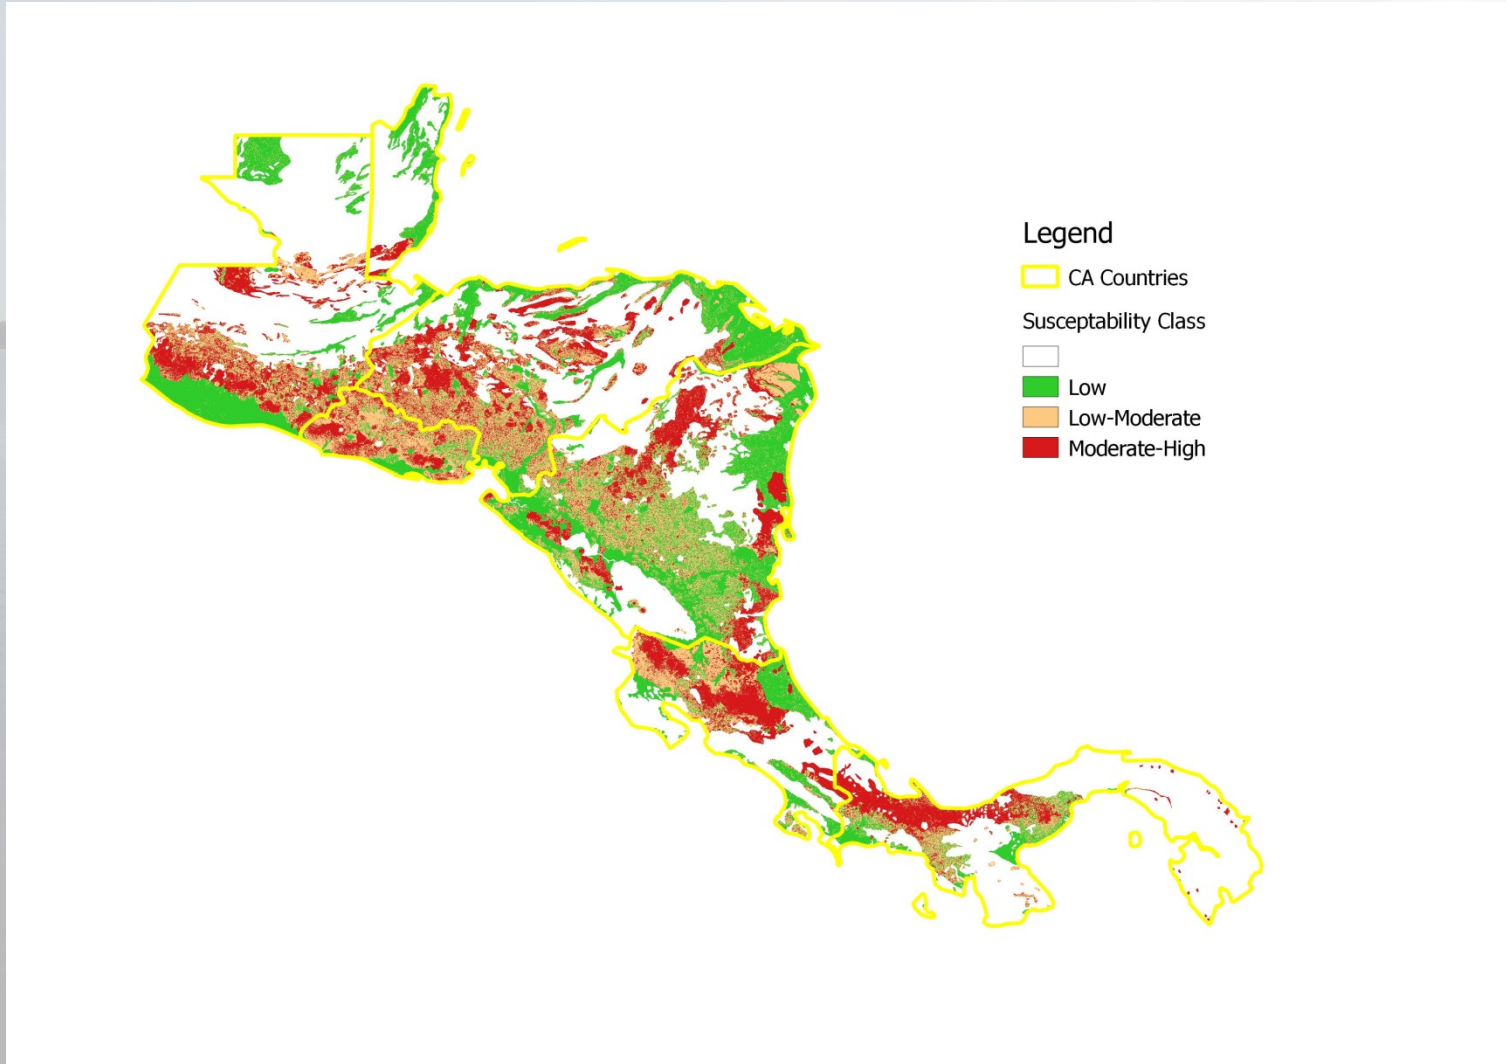 Legend
CA Countries
Susceptability Class
Low
Low-Moderate
Moderate-High